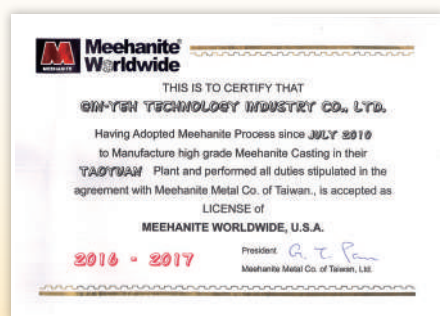 Meehanite®
MEEHANITE
Worldwide
THIS IS TO CERTIFY THAT
GIN-YEH TECHNOLOGY INDUSTRY CO., LTD.
Having Adopted Meehanite Process since JULY 2010
to Manufacture high grade Meehanite Casting in their
TAOYUAN Plant and performed all duties stipulated in the
agreement with Meehanite Metal Co. of Taiwan., is accepted as
LICENSE of
MEEHANITE WORLDWIDE, U.S.A.
2016 - 2017
President G. T. Pan
Meehanite Metal Co. of Taiwan, Ltd.